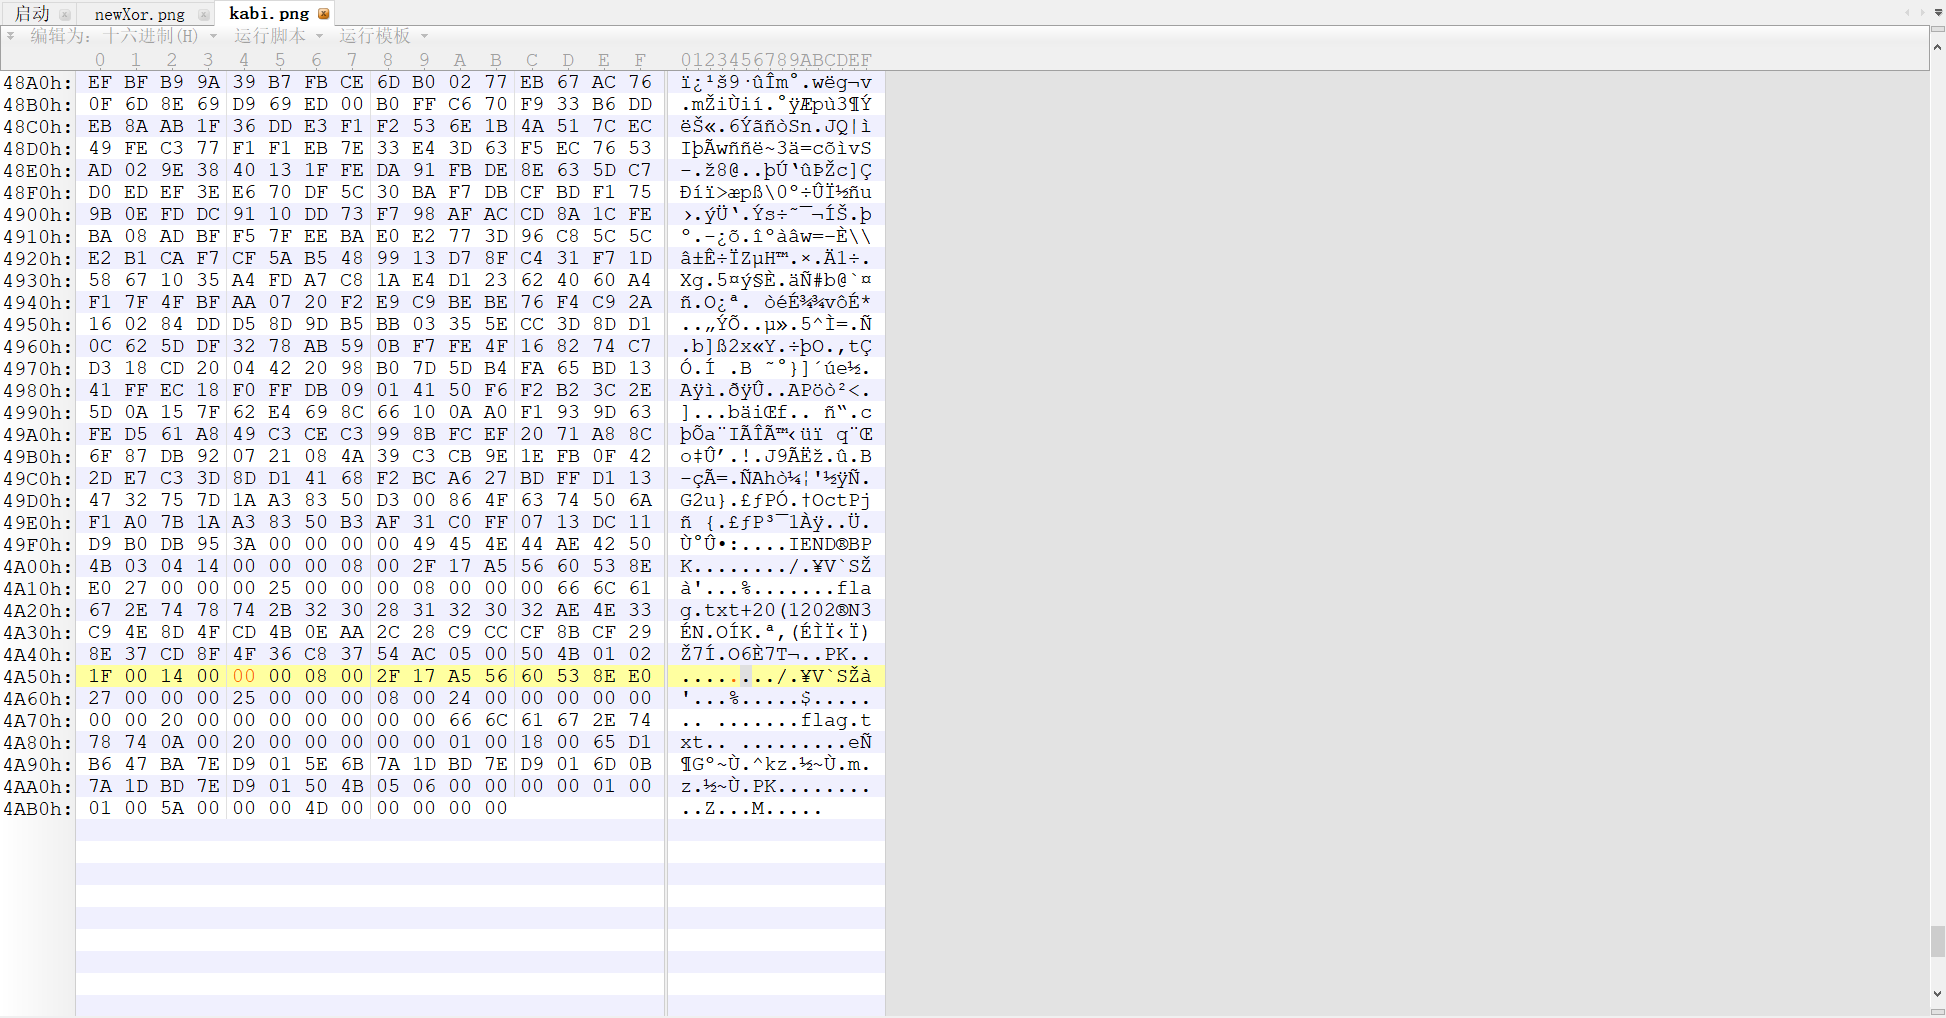 启动 newXor.png kabi.png
编辑为: 十六进制(H) 运行脚本 运行模板
0 1 2 3 4 5 6 7 8 9 A B C D E F 0123456789ABCDEF
48A0h: EF BF B9 9A 39 B7 FB CE 6D B0 02 77 EB 67 AC 76 ï¿¹š9·ûÎm°.wëg¬v
48B0h: 0F 6D 8E 69 D9 69 ED 00 B0 FF C6 70 F9 33 B6 DD .mŽiÙií.°ÿÆpù3¶Ý
48C0h: EB 8A AB 1F 36 DD E3 F1 F2 53 6E 1B 4A 51 7C EC ëŠ«.6ÝãñòSn.JQ|ì
48D0h: 49 FE C3 77 F1 F1 EB 7E 33 E4 3D 63 F5 EC 76 53 IþÃwññë~3ä=cõìvS
48E0h: AD 02 9E 38 40 13 1F FE DA 91 FB DE 8E 63 5D C7 -.ž8@..þÚ‘ûÞŽc]Ç
48F0h: D0 ED EF 3E E6 70 DF 5C 30 BA F7 DB CF BD F1 75 Ðíï>æpß\0º÷ÛÏ½ñu
4900h: 9B 0E FD DC 91 10 DD 73 F7 98 AF AC CD 8A 1C FE ›.ýÜ‘.Ýs÷˜¯¬ÍŠ.þ
4910h: BA 08 AD BF F5 7F EE BA E0 E2 77 3D 96 C8 5C 5C º.-¿õ.îºàâw=–È\\
4920h: E2 B1 CA F7 CF 5A B5 48 99 13 D7 8F C4 31 F7 1D â±Ê÷ÏZµH™.×.Ä1÷.
4930h: 58 67 10 35 A4 FD A7 C8 1A E4 D1 23 62 40 60 A4 Xg.5¤ý§È.äÑ#b@`¤
4940h: F1 7F 4F BF AA 07 20 F2 E9 C9 BE BE 76 F4 C9 2A ñ.O¿ª. òéÉ¾¾vôÉ*
4950h: 16 02 84 DD D5 8D 9D B5 BB 03 35 5E CC 3D 8D D1 ..„ÝÕ..µ».5^Ì=.Ñ
4960h: 0C 62 5D DF 32 78 AB 59 0B F7 FE 4F 16 82 74 C7 .b]ß2x«Y.÷þO.‚tÇ
4970h: D3 18 CD 20 04 42 20 98 B0 7D 5D B4 FA 65 BD 13 Ó.Í .B ˜°}]´úe½.
4980h: 41 FF EC 18 F0 FF DB 09 01 41 50 F6 F2 B2 3C 2E Aÿì.ðÿÛ..APöò²<.
4990h: 5D 0A 15 7F 62 E4 69 8C 66 10 0A A0 F1 93 9D 63 ]...bäiŒf.. ñ“.c
49A0h: FE D5 61 A8 49 C3 CE C3 99 8B FC EF 20 71 A8 8C þÕa¨IÃÎÃ™‹üï q¨Œ
49B0h: 6F 87 DB 92 07 21 08 4A 39 C3 CB 9E 1E FB 0F 42 o‡Û’.!.J9ÃËž.û.B
49C0h: 2D E7 C3 3D 8D D1 41 68 F2 BC A6 27 BD FF D1 13 -çÃ=.ÑAhò¼¦'½ÿÑ.
49D0h: 47 32 75 7D 1A A3 83 50 D3 00 86 4F 63 74 50 6A G2u}.£ƒPÓ.†OctPj
49E0h: F1 A0 7B 1A A3 83 50 B3 AF 31 C0 FF 07 13 DC 11 ñ {.£ƒP³¯1Àÿ..Ü.
49F0h: D9 B0 DB 95 3A 00 00 00 00 49 45 4E 44 AE 42 50 Ù°Û•:....IEND®BP
4A00h: 4B 03 04 14 00 00 00 08 00 2F 17 A5 56 60 53 8E K......../.¥V`SŽ
4A10h: E0 27 00 00 00 25 00 00 00 08 00 00 00 66 6C 61 à'...%.......fla
4A20h: 67 2E 74 78 74 2B 32 30 28 31 32 30 32 AE 4E 33 g.txt+20(1202®N3
4A30h: C9 4E 8D 4F CD 4B 0E AA 2C 28 C9 CC CF 8B CF 29 ÉN.OÍK.ª,(ÉÌÏ‹Ï)
4A40h: 8E 37 CD 8F 4F 36 C8 37 54 AC 05 00 50 4B 01 02 Ž7Í.O6È7T¬..PK..
4A50h: 1F 00 14 00 00 00 08 00 2F 17 A5 56 60 53 8E E0 ......../.¥V`SŽà
4A60h: 27 00 00 00 25 00 00 00 08 00 24 00 00 00 00 00 '...%.....$.....
4A70h: 00 00 20 00 00 00 00 00 00 00 66 6C 61 67 2E 74 .. .......flag.t
4A80h: 78 74 0A 00 20 00 00 00 00 00 01 00 18 00 65 D1 xt.. .........eÑ
4A90h: B6 47 BA 7E D9 01 5E 6B 7A 1D BD 7E D9 01 6D 0B ¶Gº~Ù.^kz.½~Ù.m.
4AA0h: 7A 1D BD 7E D9 01 50 4B 05 06 00 00 00 00 01 00 z.½~Ù.PK........
4AB0h: 01 00 5A 00 00 00 4D 00 00 00 00 00 ..Z...M.....